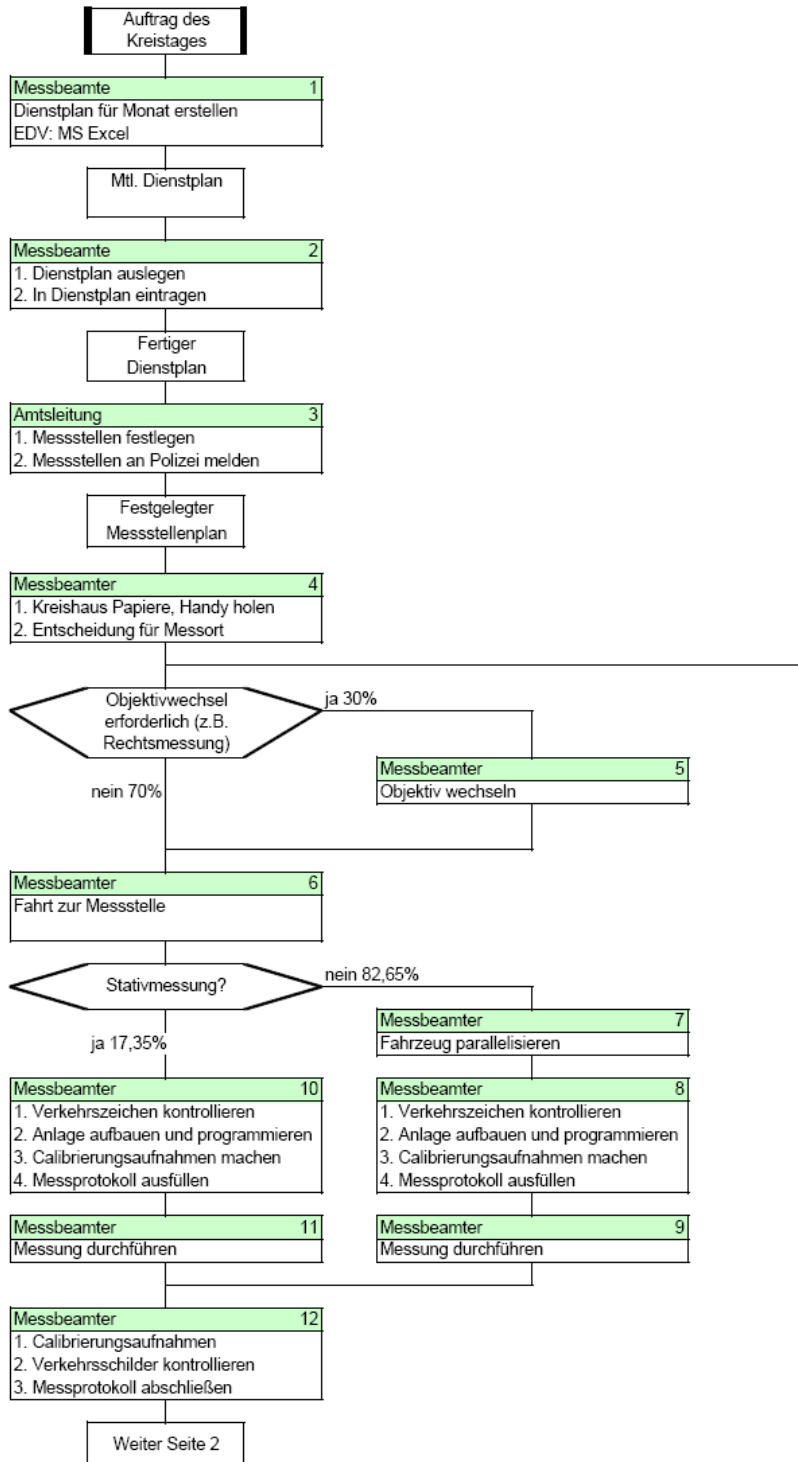 Auftrag des
Kreistages
Messbeamte 1
Dienstplan für Monat erstellen
EDV: MS Excel
Mtl. Dienstplan
Messbeamte 2
1. Dienstplan auslegen
2. In Dienstplan eintragen
Fertiger
Dienstplan
Amtsleitung 3
1. Messstellen festlegen
2. Messstellen an Polizei melden
Festgelegter
Messstellenplan
Messbeamter 4
1. Kreishaus Papiere, Handy holen
2. Entscheidung für Messort
Objektivwechsel
erforderlich (z.B.
Rechtsmessung)
ja 30%
nein 70%
Messbeamter 5
Objektiv wechseln
Messbeamter 6
Fahrt zur Messstelle
Stativmessung?
nein 82,65%
ja 17,35%
Messbeamter 7
Fahrzeug parallelisieren
Messbeamter 10
1. Verkehrszeichen kontrollieren
2. Anlage aufbauen und programmieren
3. Calibrierungsaufnahmen machen
4. Messprotokoll ausfüllen
Messbeamter 8
1. Verkehrszeichen kontrollieren
2. Anlage aufbauen und programmieren
3. Calibrierungsaufnahmen machen
4. Messprotokoll ausfüllen
Messbeamter 11
Messung durchführen
Messbeamter 9
Messung durchführen
Messbeamter 12
1. Calibrierungsaufnahmen
2. Verkehrsschilder kontrollieren
3. Messprotokoll abschließen
Weiter Seite 2